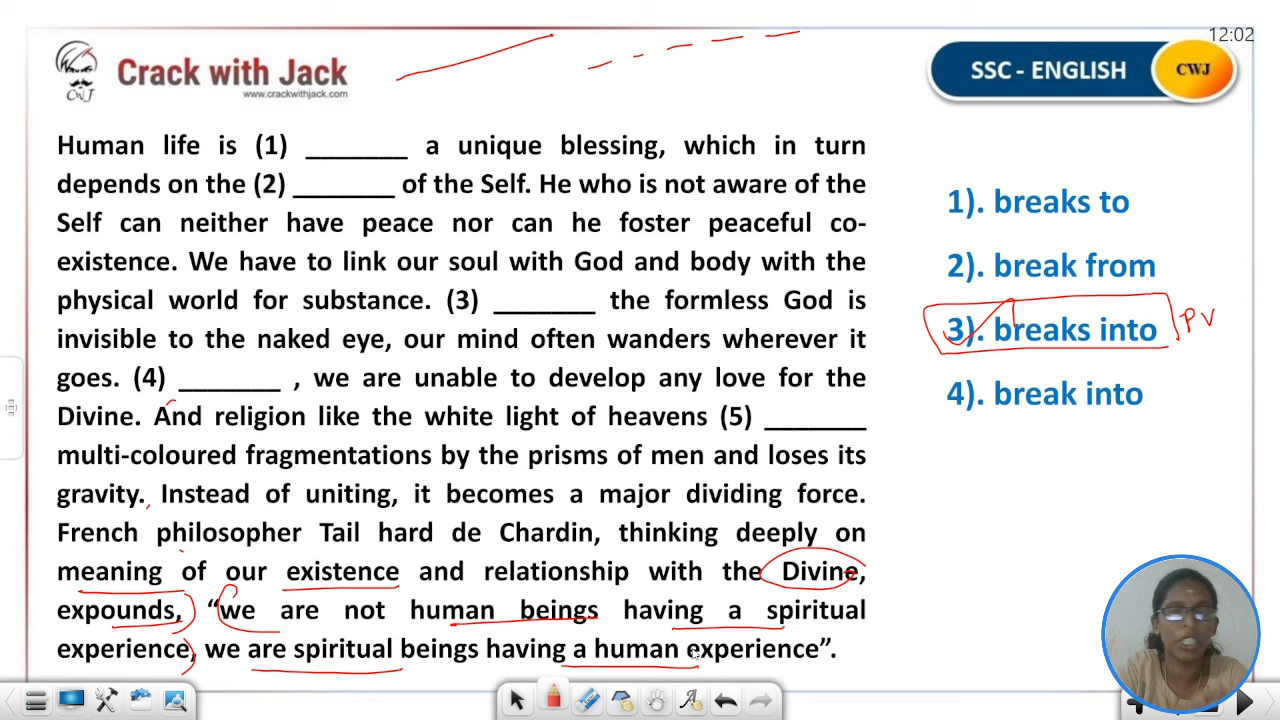 12:02
Crack with Jack
www.crackwithjack.com
CWJ
SSC - ENGLISH
CWJ
Human life is (1) _______ a unique blessing, which in turn
depends on the (2) _______ of the Self. He who is not aware of the
Self can neither have peace nor can he foster peaceful co-
existence. We have to link our soul with God and body with the
physical world for substance. (3) _______ the formless God is
invisible to the naked eye, our mind often wanders wherever it
goes. (4) _______ , we are unable to develop any love for the
Divine. And religion like the white light of heavens (5) _______
multi-coloured fragmentations by the prisms of men and loses its
gravity. Instead of uniting, it becomes a major dividing force.
French philosopher Tail hard de Chardin, thinking deeply on
meaning of our existence and relationship with the Divine,
expounds, “we are not human beings having a spiritual
experience, we are spiritual beings having a human experience”.
1). breaks to
2). break from
3). breaks into
PV
4). break into